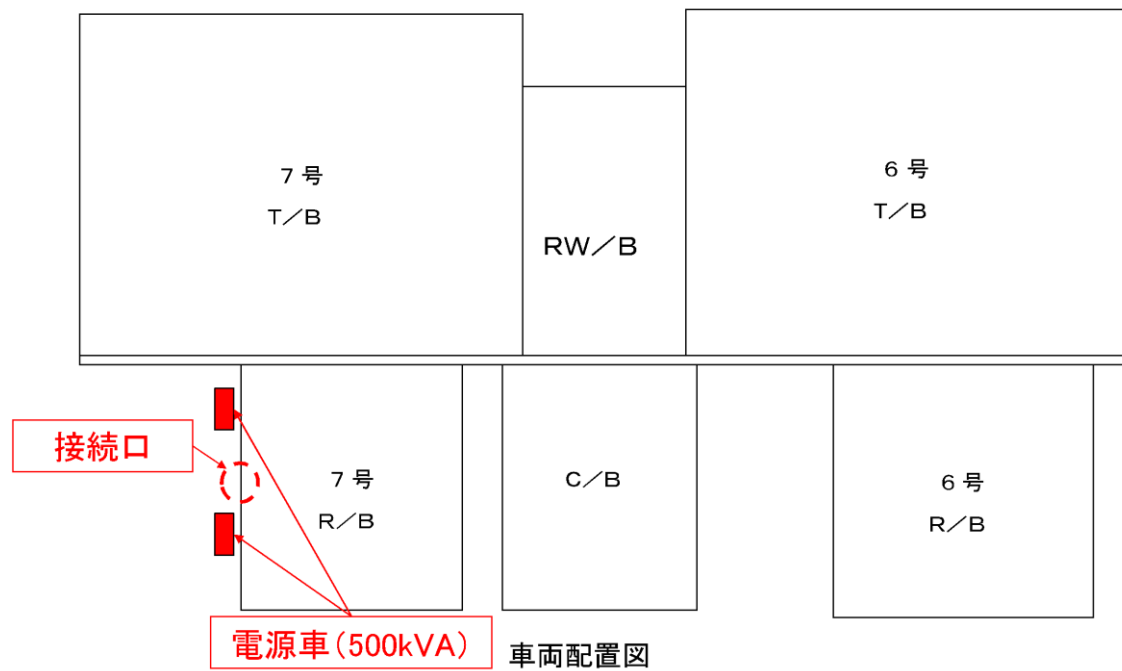 7 号
T/B
RW/B
6 号
T/B
接続口
7 号
R/B
C/B
6 号
R/B
電源車(500kVA)
車両配置図